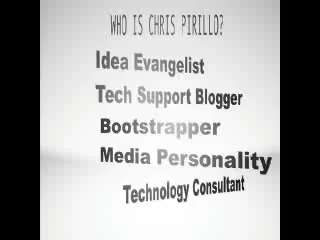 WHO IS CHRIS PIRILLO?
Idea Evangelist
Tech Support Blogger
Bootstrapper
Media Personality
Technology Consultant